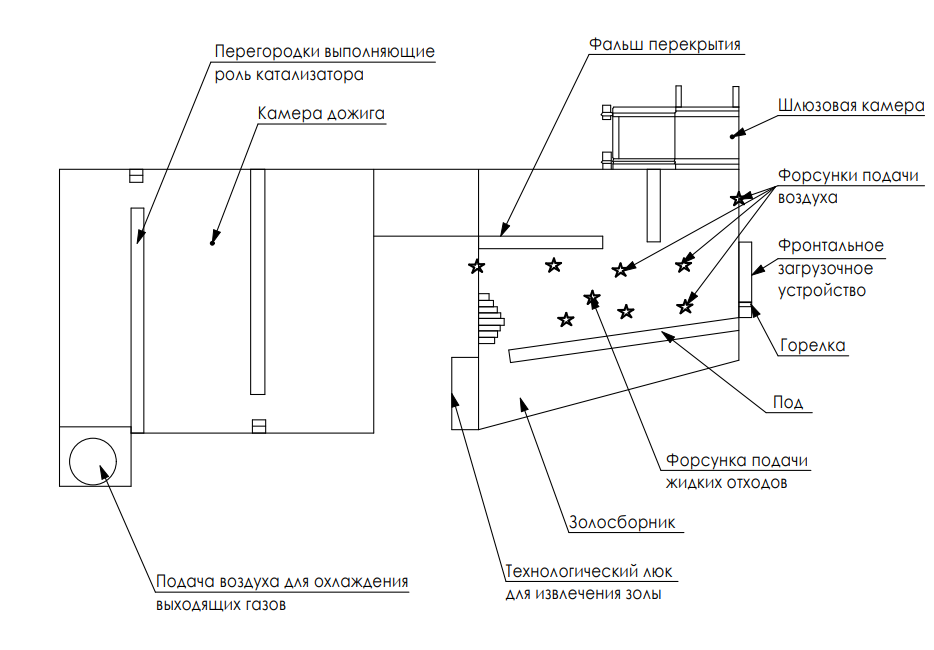 Перегородки выполняющие
роль катализатора
Фальш перекрытия
Камера дожига
Шлюзовая камера
Форсунки подачи
воздуха
Фронтальное
загрузочное
устройство
Горелка
Под
Форсунка подачи
жидких отходов
Золосборник
Технологический люк
для извлечения золы
Подача воздуха для охлаждения
выходящих газов